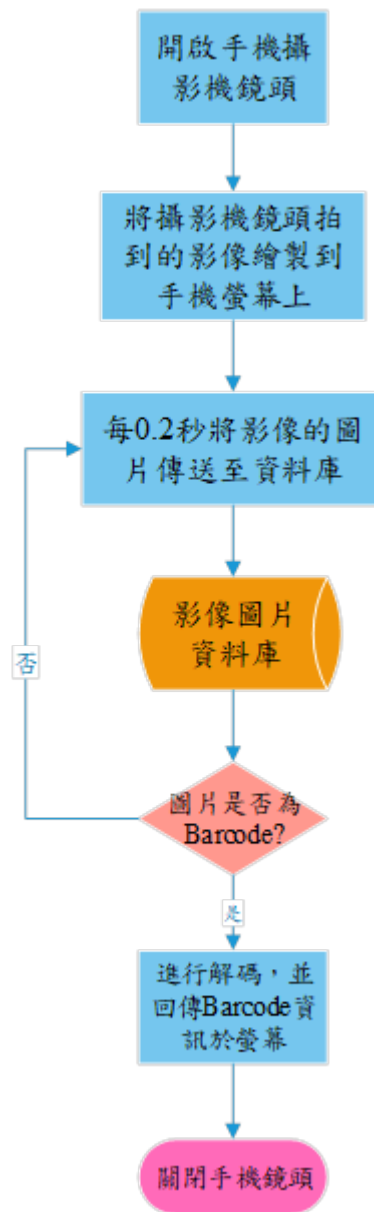 開啟手機攝
影機鏡頭
將攝影機鏡頭拍
到的影像繪製到
手機螢幕上
每0.2秒將影像的圖
片傳送至資料庫
影像圖片
資料庫
否
圖片是否為
Barcode?
是
進行解碼，並
回傳Barcode資
訊於螢幕
關閉手機鏡頭